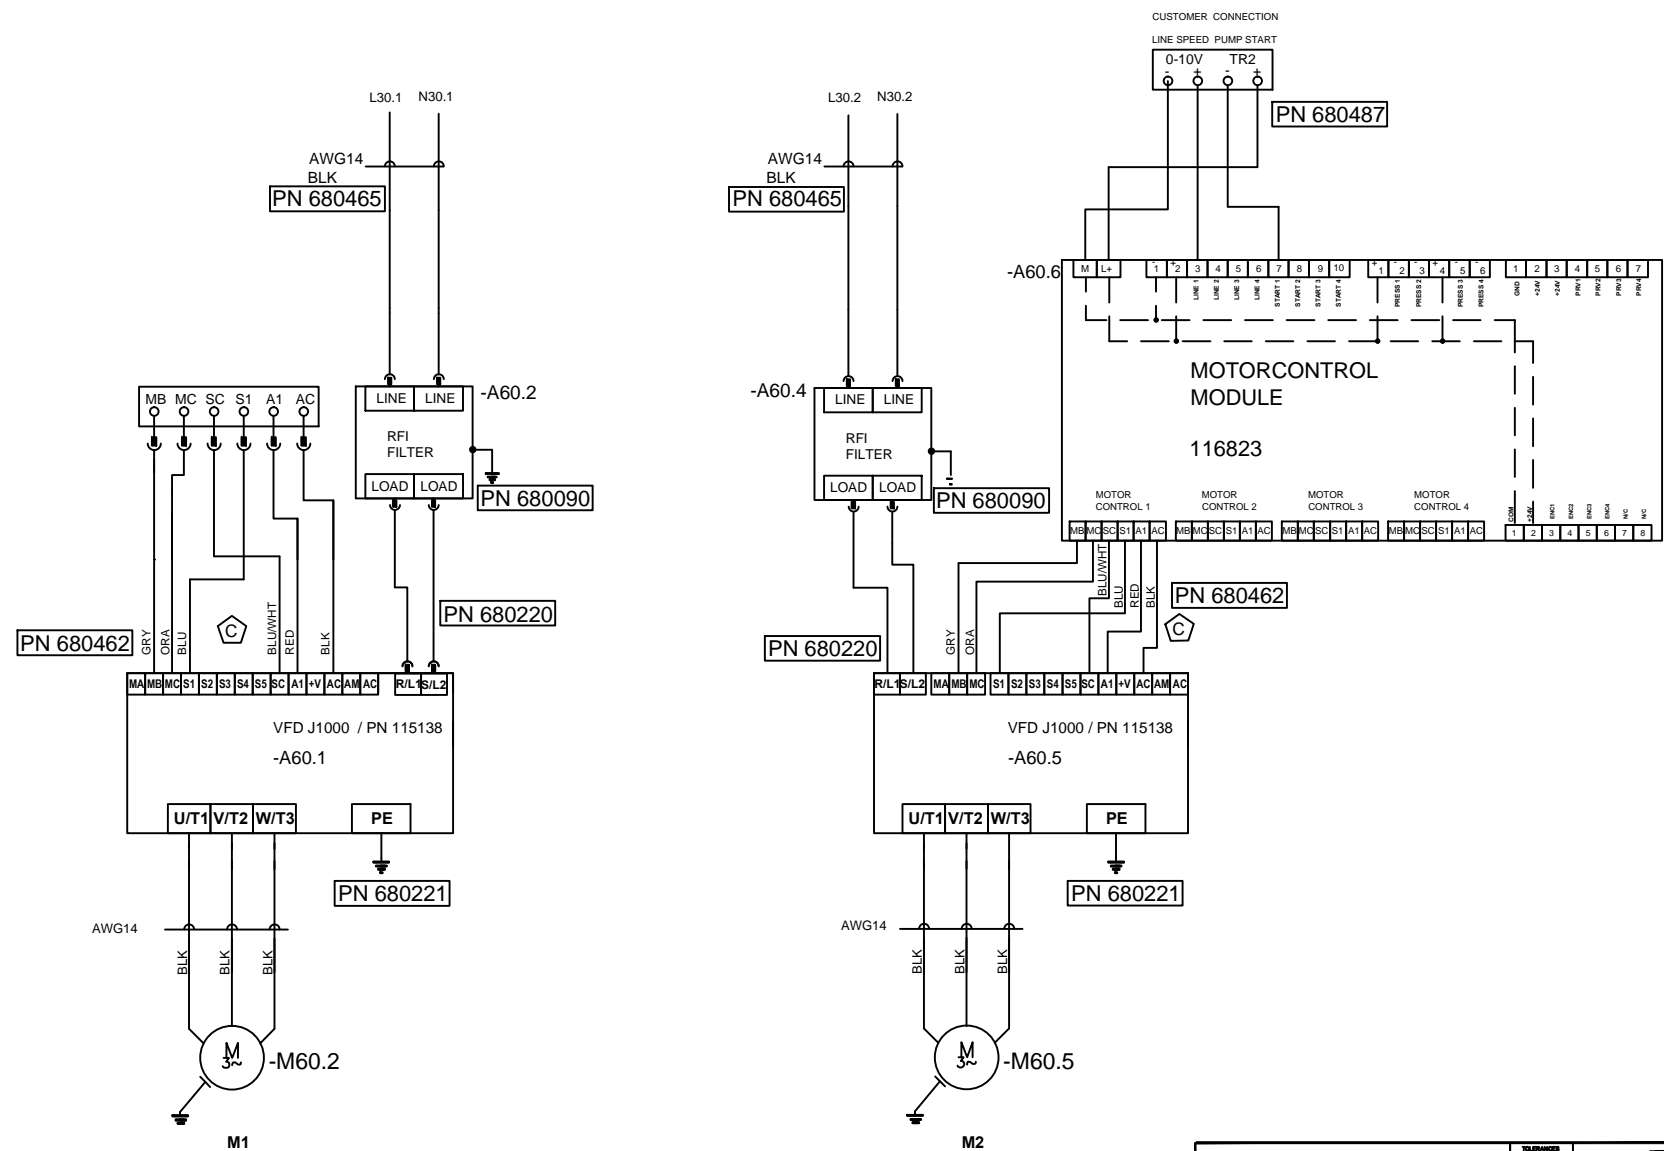 CUSTOMER CONNECTION
LINE SPEED PUMP START
0-10V TR2
- + - +
PN 680487
L30.1 N30.1
AWG14
BLK
PN 680465
L30.2 N30.2
AWG14
BLK
PN 680465
-A60.6
M L+ 1 2 3 4 5 6 7 8 9 10 1 2 3 4 5 6 1 2 3 4 5 6 7
- + + - - + - -
LINE 1 LINE 2 LINE 3 LINE 4 START 1 START 2 START 3 START 4
PRESS 1 PRESS 2 PRESS 3 PRESS 4
GND +24V +24V PRV1 PRV2 PRV3 PRV4
MOTORCONTROL
MODULE
116823
MOTOR
CONTROL 1
MOTOR
CONTROL 2
MOTOR
CONTROL 3
MOTOR
CONTROL 4
COM +24V ENC1 ENC2 ENC3 ENC4 N/C N/C
MB MC SC S1 A1 AC MB MC SC S1 A1 AC MB MC SC S1 A1 AC MB MC SC S1 A1 AC 1 2 3 4 5 6 7 8
MB MC SC S1 A1 AC
LINE LINE
-A60.2
RFI
FILTER
LOAD LOAD
PN 680090
-A60.4
LINE LINE
RFI
FILTER
LOAD LOAD
PN 680090
PN 680462
GRY ORA BLU C BLU/WHT RED BLK
PN 680220
MA MB MC S1 S2 S3 S4 S5 SC A1 +V AC AM AC R/L1 S/L2
VFD J1000 / PN 115138
-A60.1
U/T1 V/T2 W/T3 PE
PN 680221
AWG14
BLK BLK BLK
M
3~
-M60.2
M1
PN 680220
GRY ORA BLU/WHT BLU RED BLK
PN 680462
C
R/L1 S/L2 MA MB MC S1 S2 S3 S4 S5 SC A1 +V AC AM AC
VFD J1000 / PN 115138
-A60.5
U/T1 V/T2 W/T3 PE
PN 680221
AWG14
BLK BLK BLK
M
3~
-M60.5
M2
TOLERANCES